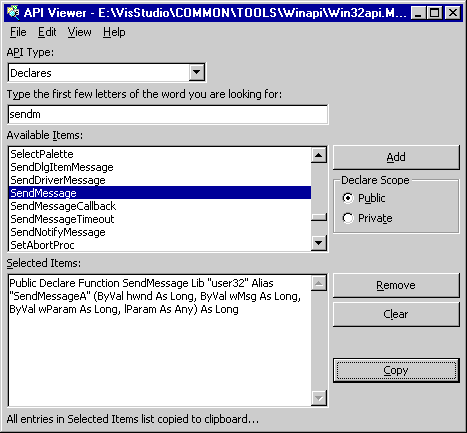 API Viewer - E:\VisStudio\COMMON\TOOLS\Winapi\Win32api.M...
File Edit View Help
API Type:
Declares
Type the first few letters of the word you are looking for:
sendm
Available Items:
SelectPalette
SendDlgItemMessage
SendDriverMessage
SendMessage
SendMessageCallback
SendMessageTimeout
SendNotifyMessage
SetAbortProc
Add
Declare Scope
Public
Private
Selected Items:
Public Declare Function SendMessage Lib "user32" Alias
"SendMessageA" (ByVal hwnd As Long, ByVal wMsg As Long,
ByVal wParam As Long, lParam As Any) As Long
Remove
Clear
Copy
All entries in Selected Items list copied to clipboard...